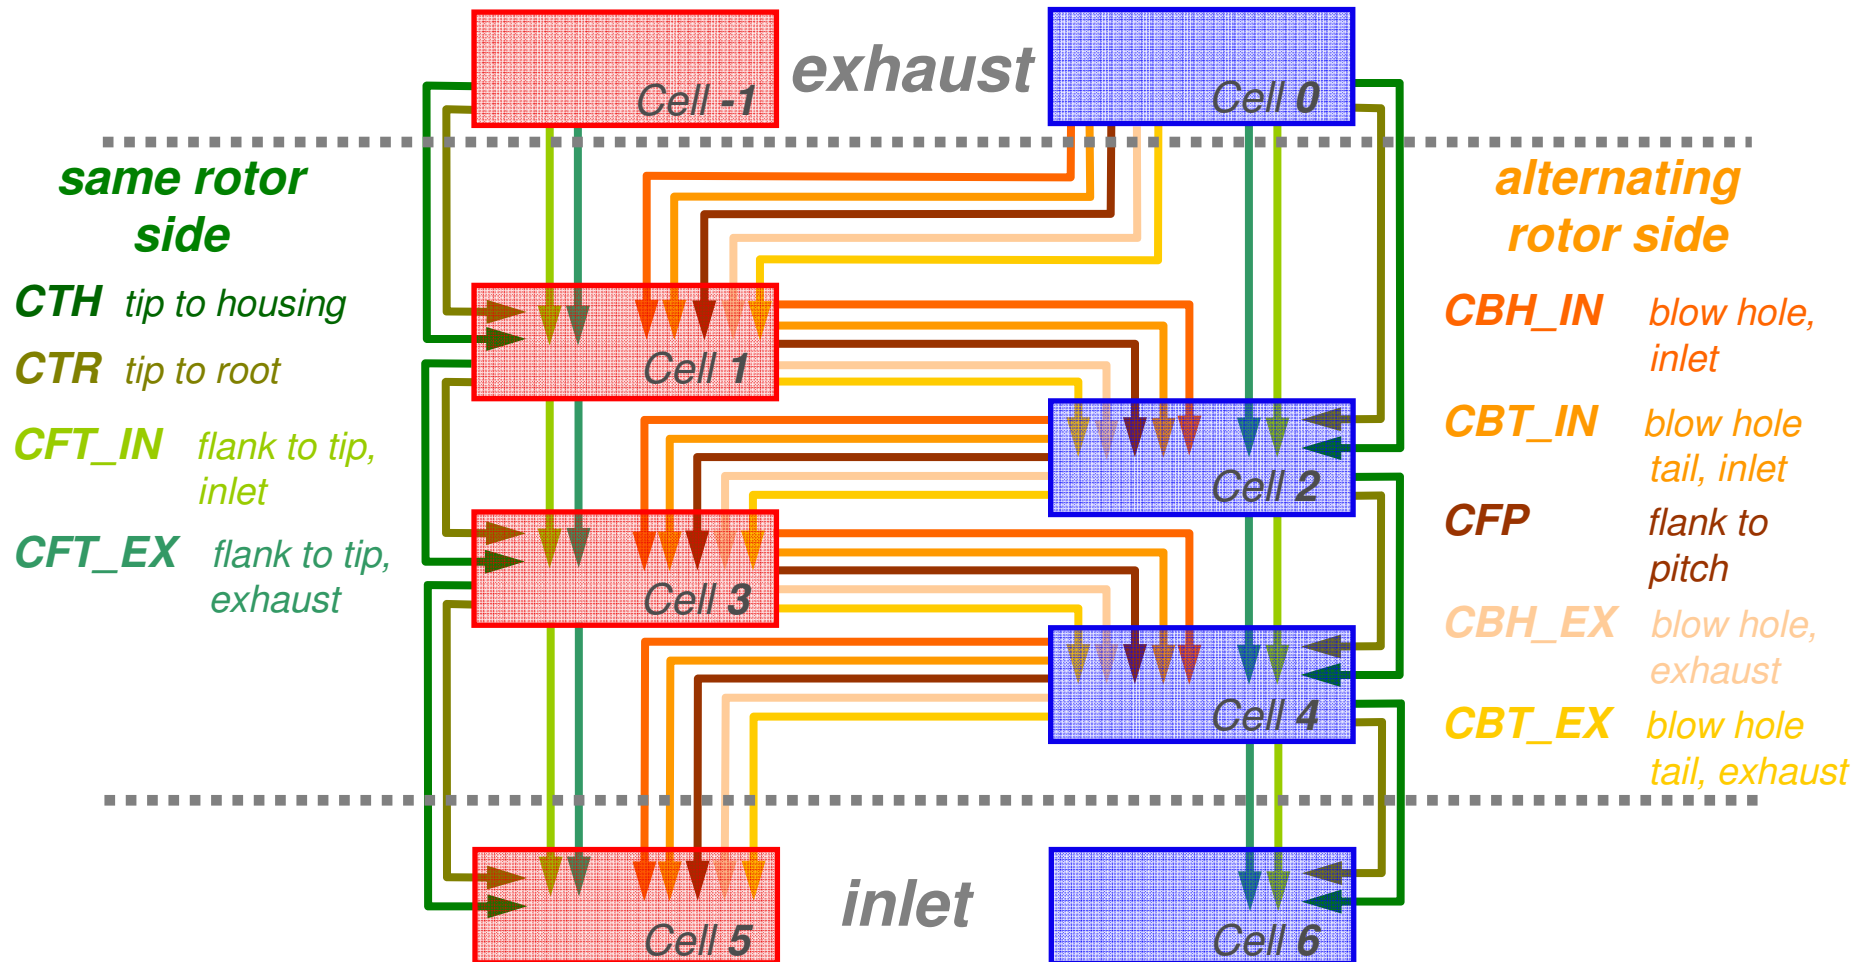 exhaust
Cell -1
Cell 0
same rotor
side
alternating
rotor side
CTH tip to housing
CTR tip to root
CFT_IN flank to tip,
inlet
CFT_EX flank to tip,
exhaust
Cell 1
Cell 2
Cell 3
Cell 4
CBH_IN blow hole,
inlet
CBT_IN blow hole
tail, inlet
CFP flank to
pitch
CBH_EX blow hole,
exhaust
CBT_EX blow hole
tail, exhaust
inlet
Cell 5
Cell 6